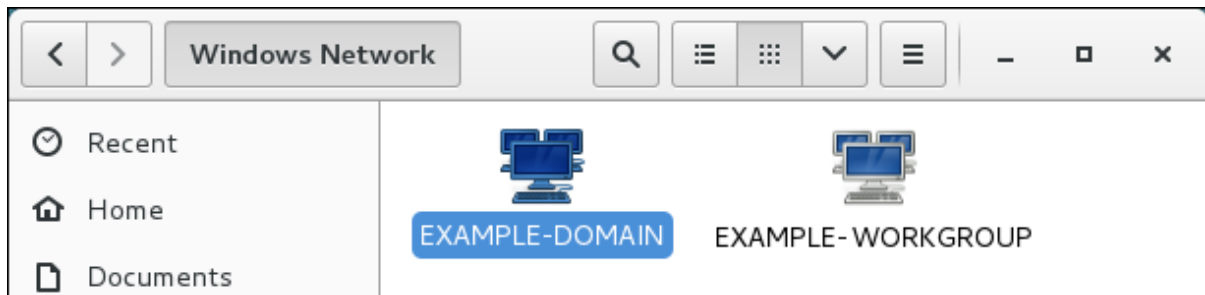 Windows Network
Recent
Home
Documents
EXAMPLE-DOMAIN
EXAMPLE-WORKGROUP